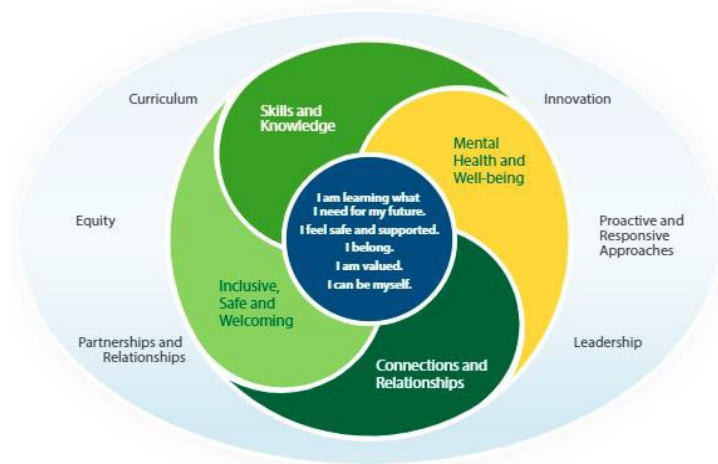 Curriculum
Innovation
Skills and
Knowledge
Mental
Health and
Well-being
I am learning what
I need for my future.
I feel safe and supported.
I belong.
I am valued.
I can be myself.
Equity
Proactive and
Responsive
Approaches
Inclusive,
Safe and
Welcoming
Partnerships and
Relationships
Leadership
Connections and
Relationships